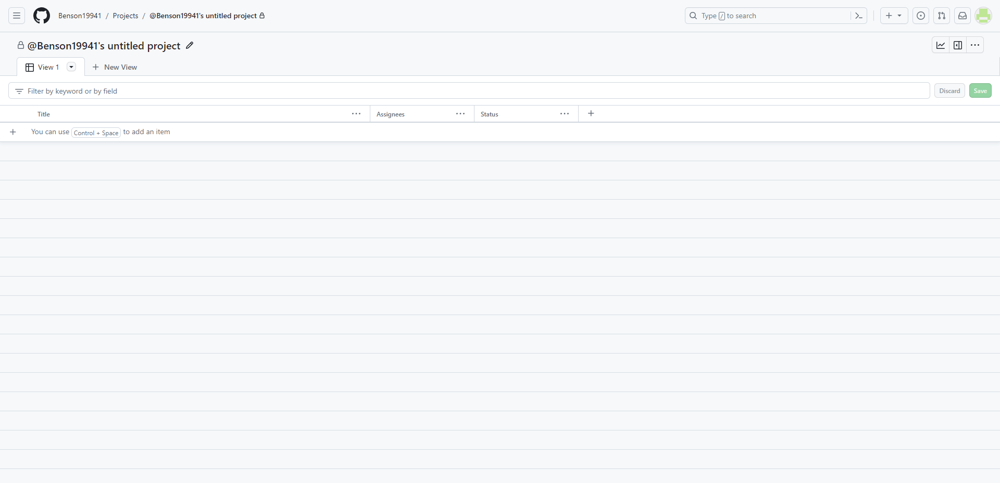 Benson19941 / Projects / @Benson19941's untitled project
Type / to search
@Benson19941's untitled project
View 1
New View
Filter by keyword or by field
Discard
Save
Title
Assignees
Status
You can use Control + Space to add an item